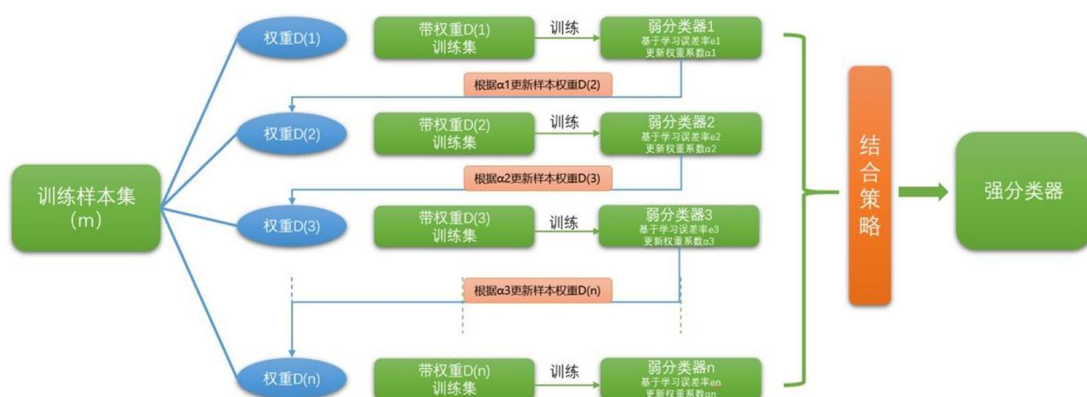 训练样本集
（m）
权重D(1)
带权重D(1)
训练集
训练
弱分类器1
基于学习误差率e1
更新权重系数α1
根据α1更新样本权重D(2)
权重D(2)
带权重D(2)
训练集
训练
弱分类器2
基于学习误差率e2
更新权重系数α2
根据α2更新样本权重D(3)
权重D(3)
带权重D(3)
训练集
训练
弱分类器3
基于学习误差率e3
更新权重系数α3
根据α3更新样本权重D(n)
权重D(n)
带权重D(n)
训练集
训练
弱分类器n
基于学习误差率en
更新权重系数αn
结合策略
强分类器